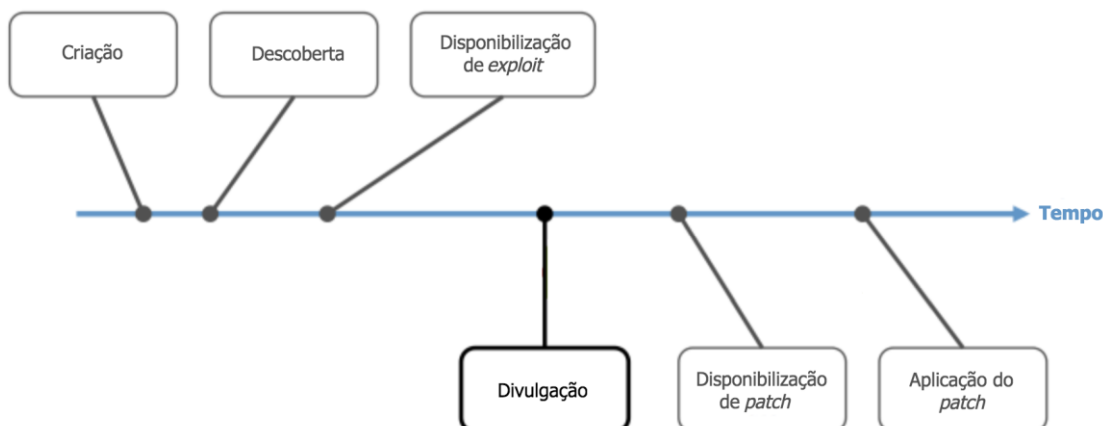 Criação
Descoberta
Disponibilização
de exploit
Tempo
Divulgação
Disponibilização
de patch
Aplicação do
patch